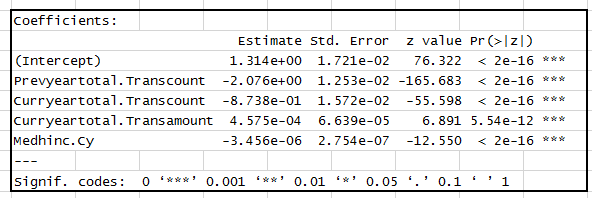 Coefficients:
Estimate Std. Error z value Pr(>|z|)
(Intercept) 1.314e+00 1.721e-02 76.322 < 2e-16 ***
Prevyeartotal.Transcount -2.076e+00 1.253e-02 -165.683 < 2e-16 ***
Curryeartotal.Transcount -8.738e-01 1.572e-02 -55.598 < 2e-16 ***
Curryeartotal.Transamount 4.575e-04 6.639e-05 6.891 5.54e-12 ***
Medhinc.Cy -3.456e-06 2.754e-07 -12.550 < 2e-16 ***
---
Signif. codes: 0 ‘***’ 0.001 ‘**’ 0.01 ‘*’ 0.05 ‘.’ 0.1 ‘ ’ 1